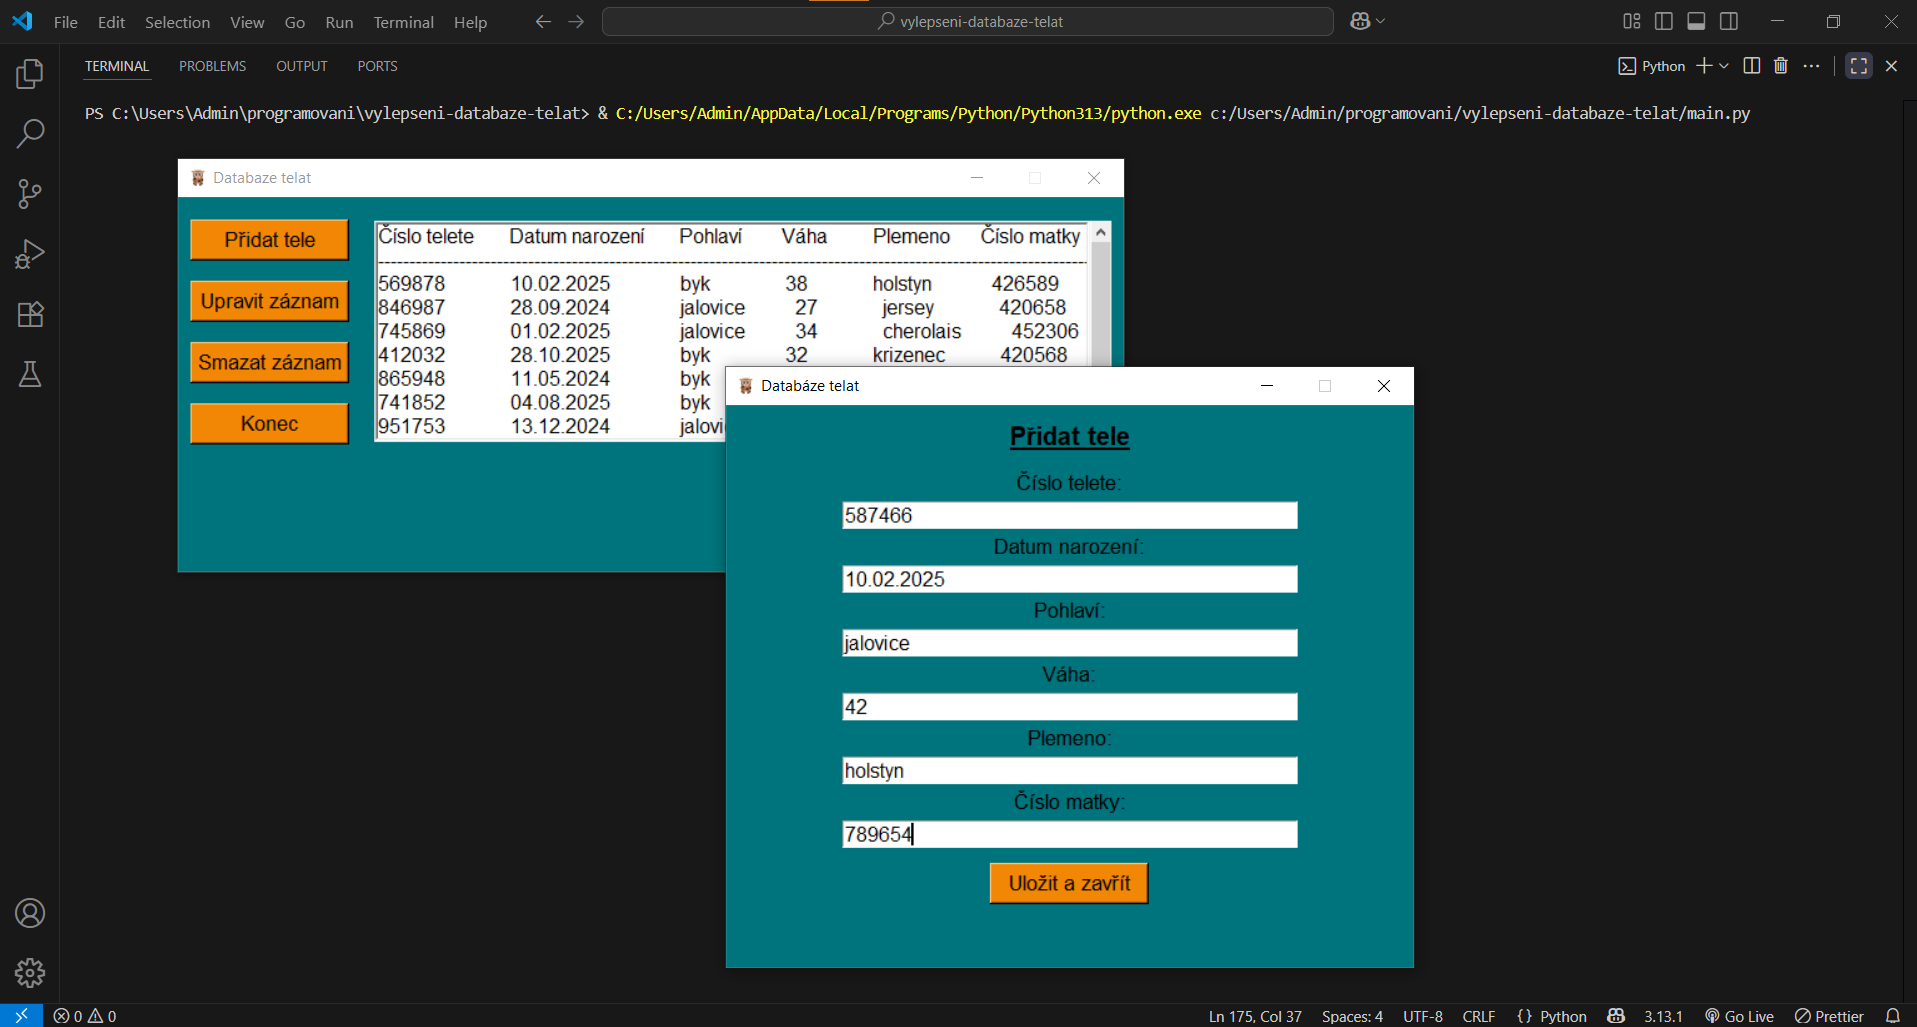 File Edit Selection View Go Run Terminal Help vylepseni-databaze-telat
TERMINAL PROBLEMS OUTPUT PORTS Python
PS C:\Users\Admin\programovani\vylepseni-databaze-telat> & C:/Users/Admin/AppData/Local/Programs/Python/Python313/python.exe c:/Users/Admin/programovani/vylepseni-databaze-telat/main.py
Databaze telat
Přidat tele
Upravit záznam
Smazat záznam
Konec
Číslo telete Datum narození Pohlaví Váha Plemeno Číslo matky
--------------------------------------------------------------------------------
569878 10.02.2025 byk 38 holstyn 426589
846987 28.09.2024 jalovice 27 jersey 420658
745869 01.02.2025 jalovice 34 cherolais 452306
412032 28.10.2025 byk 32 krizenec 420568
865948 11.05.2024 byk
741852 04.08.2025 byk
951753 13.12.2024
Databáze telat
Přidat tele
Číslo telete:
587466
Datum narození:
10.02.2025
Pohlaví:
jalovice
Váha:
42
Plemeno:
holstyn
Číslo matky:
789654
Uložit a zavřít
0 0 Ln 175, Col 37 Spaces: 4 UTF-8 CRLF {} Python 3.13.1 Go Live Prettier